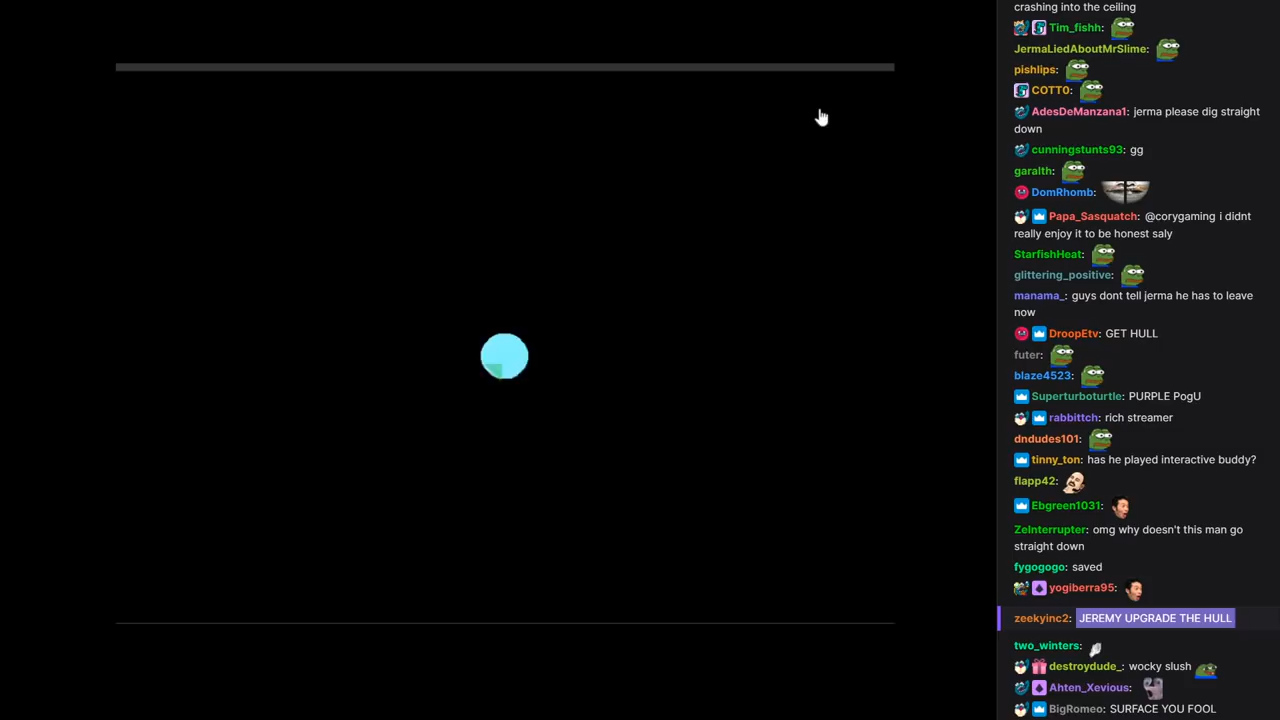 crashing into the ceiling
Tim_fishh:
JermaLiedAboutMrSlime:
pishlips:
COTT0:
AdesDeManzana1: jerma please dig straight
down
cunningstunts93: gg
garalth:
DomRhomb:
Papa_Sasquatch: @corygaming i didnt
really enjoy it to be honest saly
StarfishHeat:
glittering_positive:
manama_: guys dont tell jerma he has to leave
now
DroopEtv: GET HULL
futer:
blaze4523:
Superturboturtle: PURPLE PogU
rabbittch: rich streamer
dndudes101:
tinny_ton: has he played interactive buddy?
flapp42:
Ebgreen1031:
ZeInterrupter: omg why doesn't this man go
straight down
fygogogo: saved
yogiberra95:
zeekyinc2: JEREMY UPGRADE THE HULL
two_winters:
destroydude_: wocky slush
Ahten_Xevious:
BigRomeo: SURFACE YOU FOOL